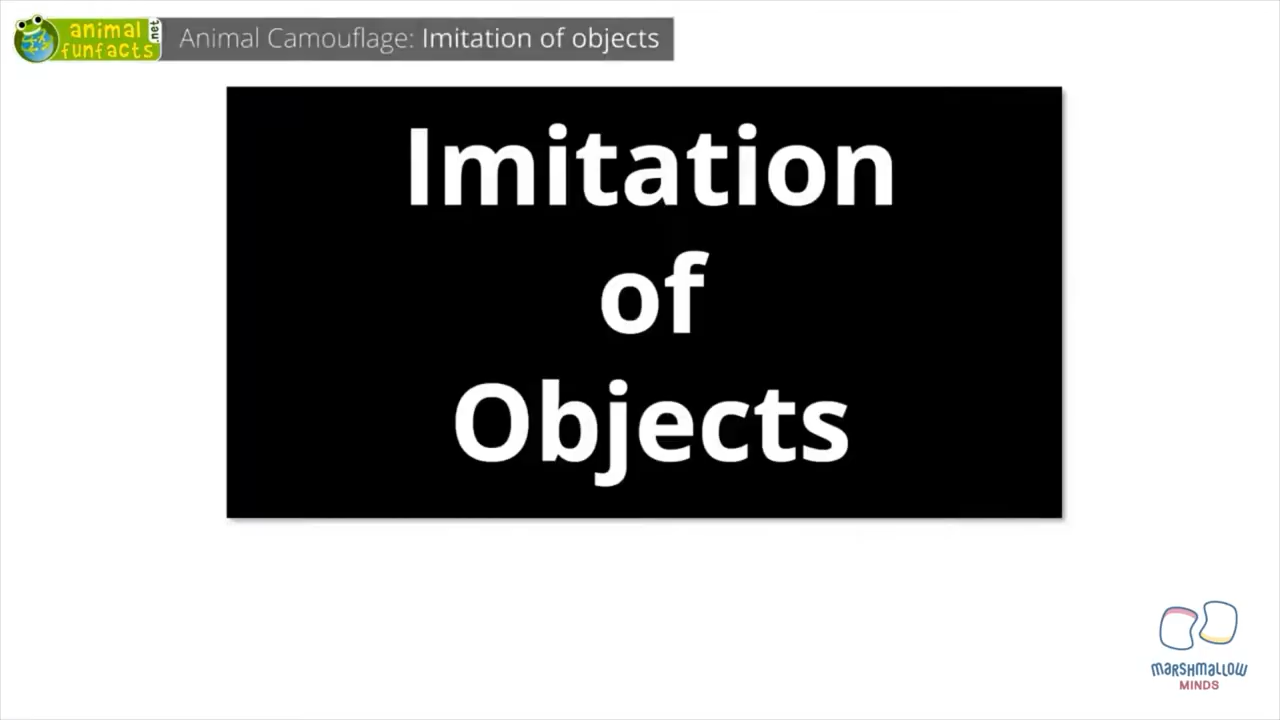 animal
funfacts
.net
Animal Camouflage: Imitation of objects
Imitation
of
Objects
MARSHMALLOW
MINDS